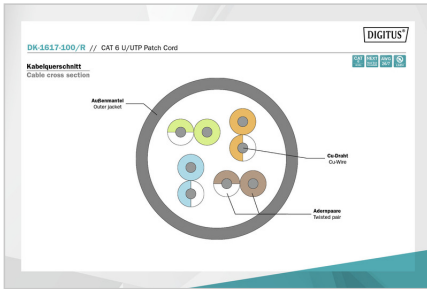 DIGITUS®
DK-1617-100/R // CAT 6 U/UTP Patch Cord
Kabelquerschnitt
Cable cross section
Außenmantel
Outer jacket
Cu-Draht
Cu-Wire
Adernpaare
Twisted pair